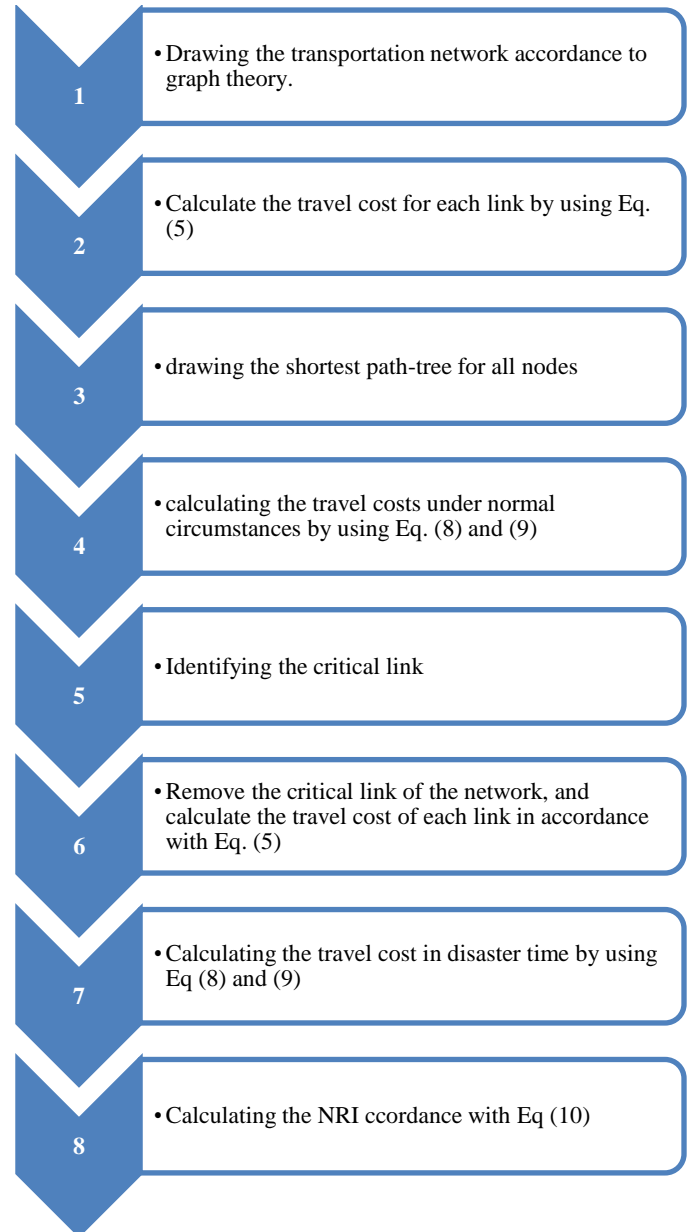 1
• Drawing the transportation network accordance to
graph theory.
2
• Calculate the travel cost for each link by using Eq.
(5)
3
• drawing the shortest path-tree for all nodes
4
• calculating the travel costs under normal
circumstances by using Eq. (8) and (9)
5
• Identifying the critical link
6
• Remove the critical link of the network, and
calculate the travel cost of each link in accordance
with Eq. (5)
7
• Calculating the travel cost in disaster time by using
Eq (8) and (9)
8
• Calculating the NRI ccordance with Eq (10)